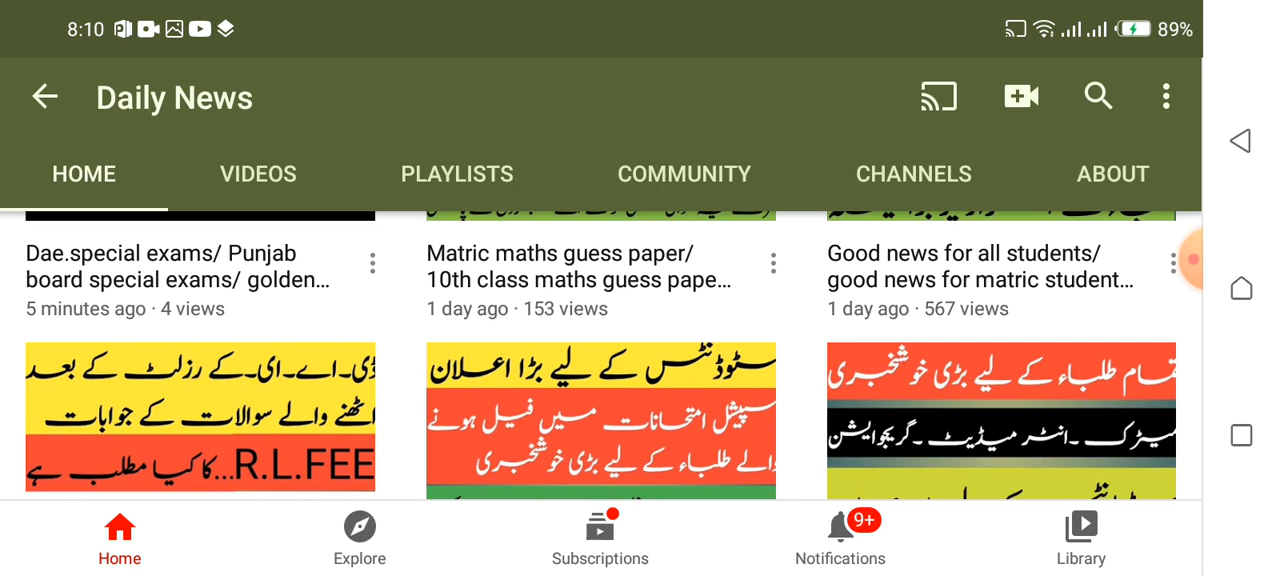 8:10
89%
Daily News
HOME VIDEOS PLAYLISTS COMMUNITY CHANNELS ABOUT
Dae.special exams/ Punjab
board special exams/ golden...
5 minutes ago · 4 views
Matric maths guess paper/
10th class maths guess pape...
1 day ago · 153 views
Good news for all students/
good news for matric student...
1 day ago · 567 views
ڈی۔اے۔ای۔کے رزلٹ کے بعد
اٹھنے والے سوالات کے جوابات
R.L.FEE...کا کیا مطلب ہے
سٹوڈنٹس کے لیے بڑا اعلان
سپیشل امتحانات میں فیل ہونے
والے طلباء کے لیے بڑی خوشخبری
تمام طلباء کے لیے بڑی خوشخبری
میٹرک ۔انٹر میڈیٹ ۔گریجوایشن
Home
Explore
Subscriptions
9+
Notifications
Library